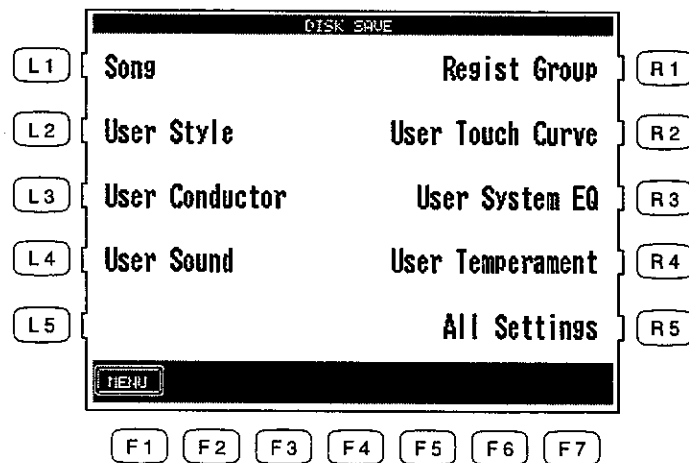 DISK SAVE
L1 Song Regist Group R1
L2 User Style User Touch Curve R2
L3 User Conductor User System EQ R3
L4 User Sound User Temperament R4
L5 All Settings R5
MENU
F1 F2 F3 F4 F5 F6 F7